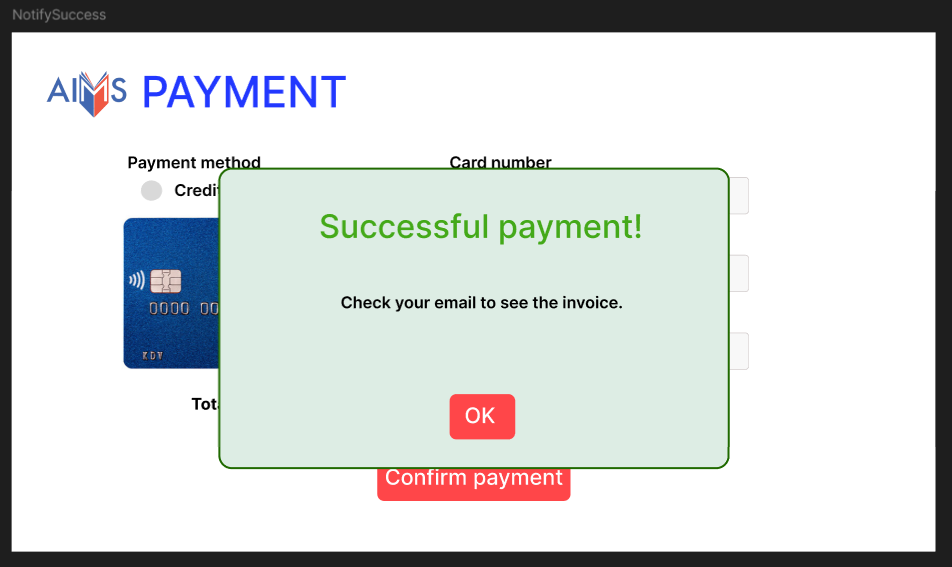 NotifySuccess
AIMS PAYMENT
Payment method
Card number
Credit
Successful payment!
Check your email to see the invoice.
0000 00
KDV
OK
Confirm payment